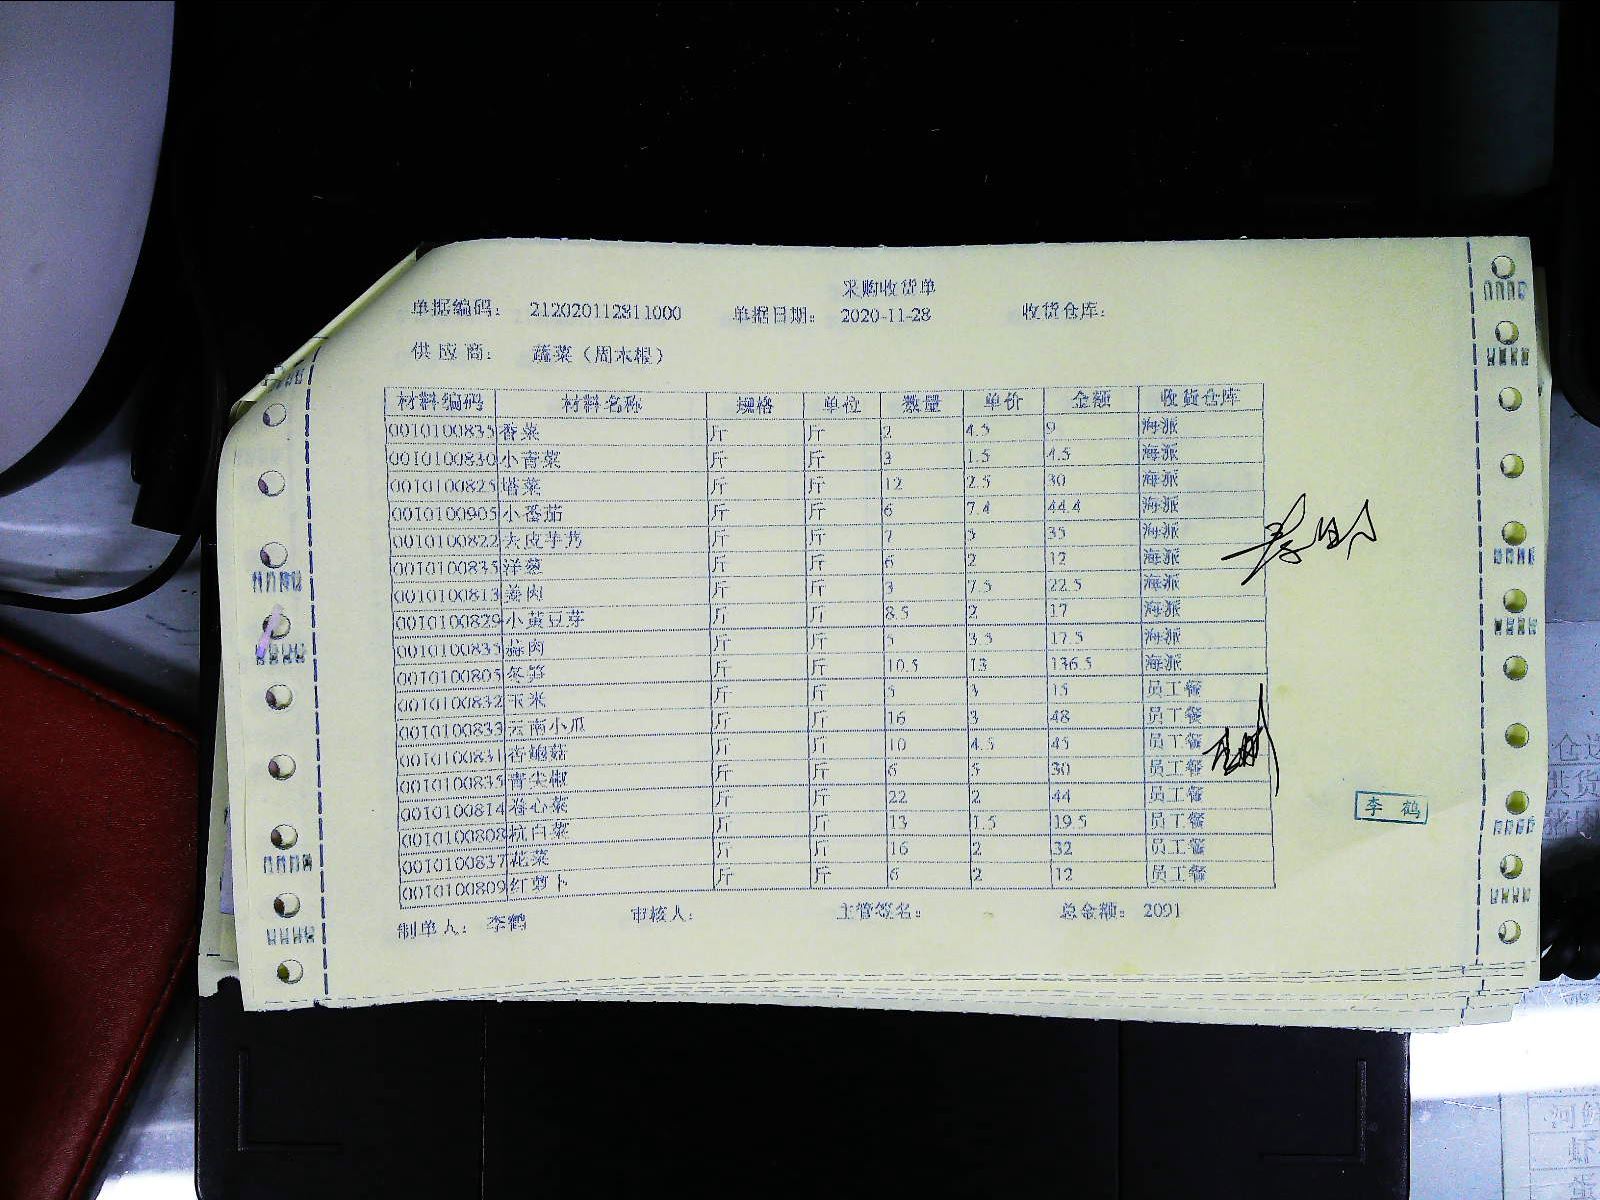 采购收货单
单据编码： 212020112811000 单据日期： 2020-11-28 收货仓库：
供应商： 蔬菜（周木根）
材料编码 材料名称 规格 单位 数量 单价 金额 收货仓库
0010100835 香菜 斤 斤 2 4.5 9 海派
0010100830 小青菜 斤 斤 3 1.5 4.5 海派
0010100825 塔菜 斤 斤 12 2.5 30 海派
0010100905 小番茄 斤 斤 6 7.4 44.4 海派
0010100822 去皮芋艿 斤 斤 7 5 35 海派
0010100835 洋葱 斤 斤 6 2 12 海派
0010100813 姜肉 斤 斤 3 7.5 22.5 海派
0010100829 小黄豆芽 斤 斤 8.5 2 17 海派
0010100835 蒜肉 斤 斤 5 3.5 17.5 海派
0010100805 冬笋 斤 斤 10.5 13 136.5 海派
0010100832 玉米 斤 斤 5 3 15 员工餐
0010100833 云南小瓜 斤 斤 16 3 48 员工餐
0010100831 杏鲍菇 斤 斤 10 4.5 45 员工餐
0010100835 青尖椒 斤 斤 6 5 30 员工餐
0010100814 卷心菜 斤 斤 22 2 44 员工餐
0010100808 杭白菜 斤 斤 13 1.5 19.5 员工餐
0010100837 花菜 斤 斤 16 2 32 员工餐
0010100809 红萝卜 斤 斤 6 2 12 员工餐
制单人： 李鹤 审核人： 主管签名： 总金额： 2091
李鹤